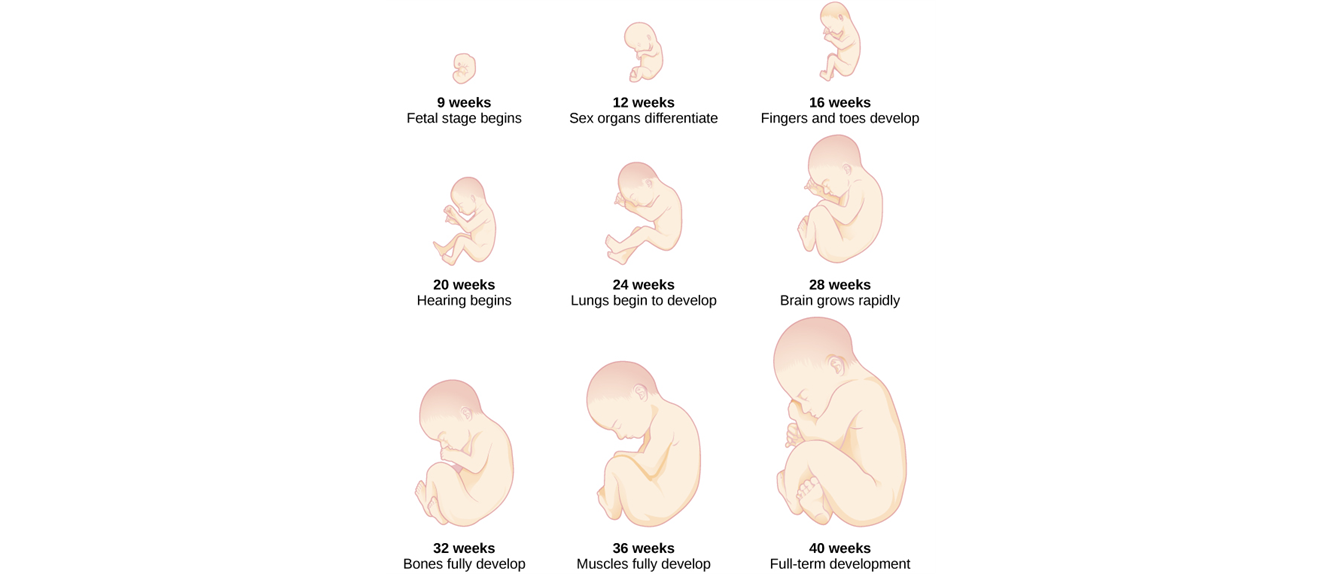 9 weeks
Fetal stage begins
12 weeks
Sex organs differentiate
16 weeks
Fingers and toes develop
20 weeks
Hearing begins
24 weeks
Lungs begin to develop
28 weeks
Brain grows rapidly
32 weeks
Bones fully develop
36 weeks
Muscles fully develop
40 weeks
Full-term development